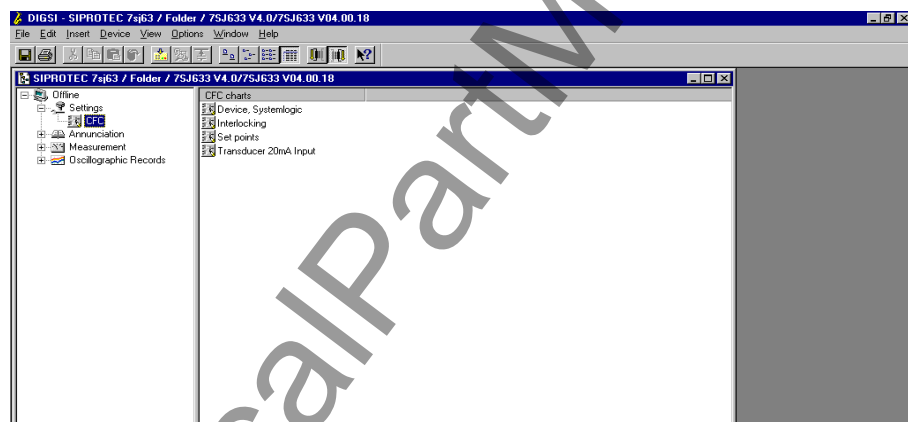 DIGSI - SIPROTEC 7sj63 / Folder / 7SJ633 V4.0/7SJ633 V04.00.18
File Edit Insert Device View Options Window Help
SIPROTEC 7sj63 / Folder / 7SJ633 V4.0/7SJ633 V04.00.18
Offline
Settings
CFC
Annunciation
Measurement
Oscillographic Records
CFC charts
Device, Systemlogic
Interlocking
Set points
Transducer 20mA Input
calPartM